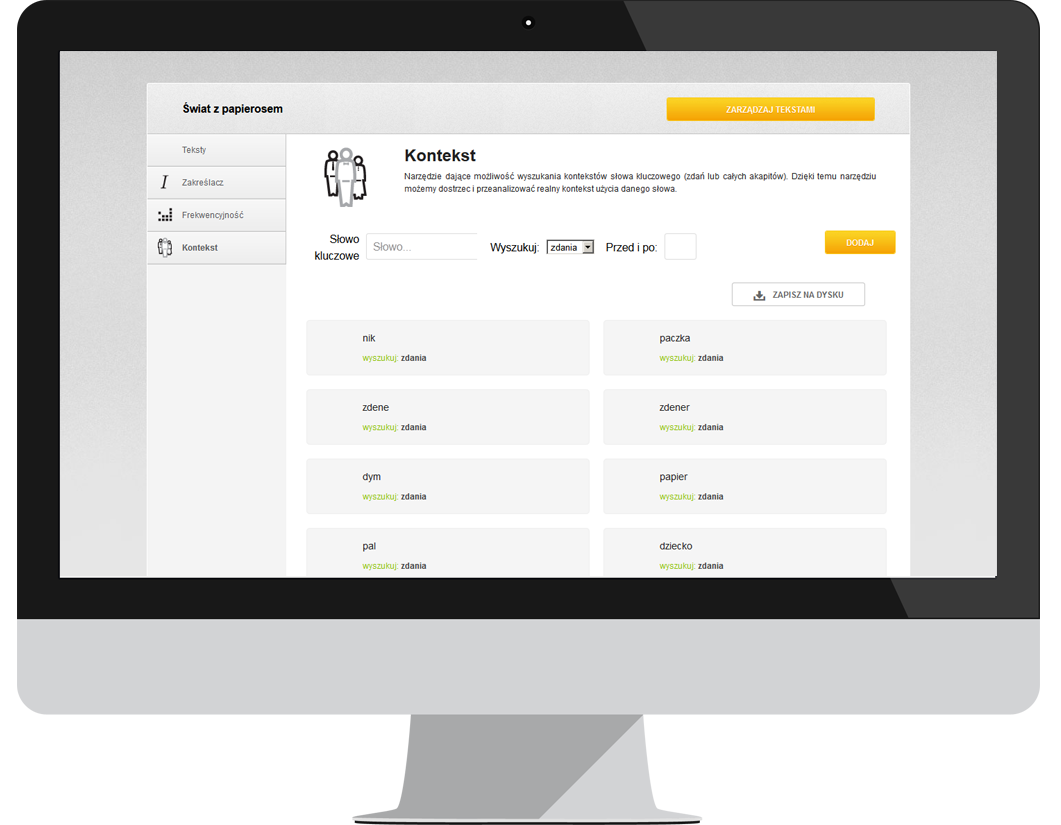 Świat z papierosem
ZARZĄDZAJ TEKSTAMI
Teksty
Zakreślacz
Frekwencyjność
Kontekst
Kontekst
Narzędzie dające możliwość wyszukania kontekstów słowa kluczowego (zdań lub całych akapitów). Dzięki temu narzędziu
możemy dostrzec i przeanalizować realny kontekst użycia danego słowa.
Słowo
kluczowe
Słowo...
Wyszukuj:
zdania
Przed i po:
DODAJ
ZAPISZ NA DYSKU
nik
wyszukuj: zdania
paczka
wyszukuj: zdania
zdene
wyszukuj: zdania
zdener
wyszukuj: zdania
dym
wyszukuj: zdania
papier
wyszukuj: zdania
pal
wyszukuj: zdania
dziecko
wyszukuj: zdania